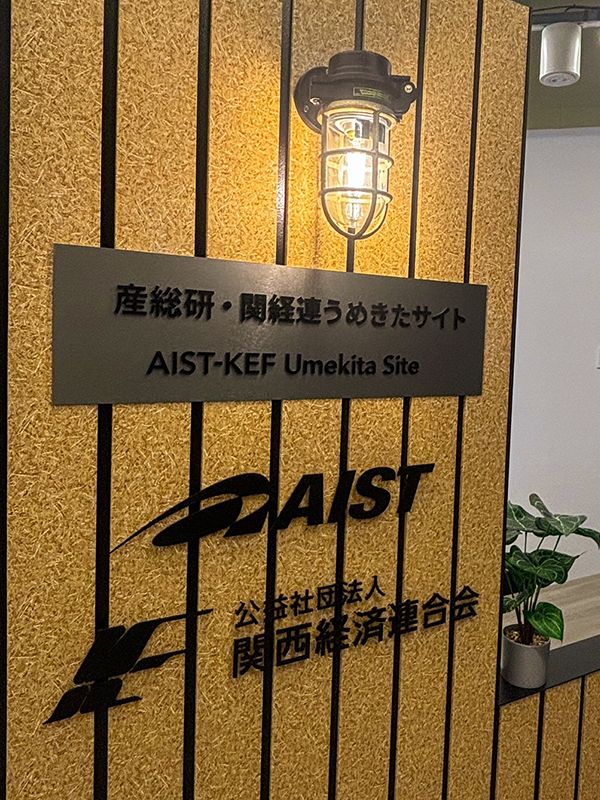 産総研・関経連うめきたサイト
AIST-KEF Umekita Site
AIST
公益社団法人
関西経済連合会